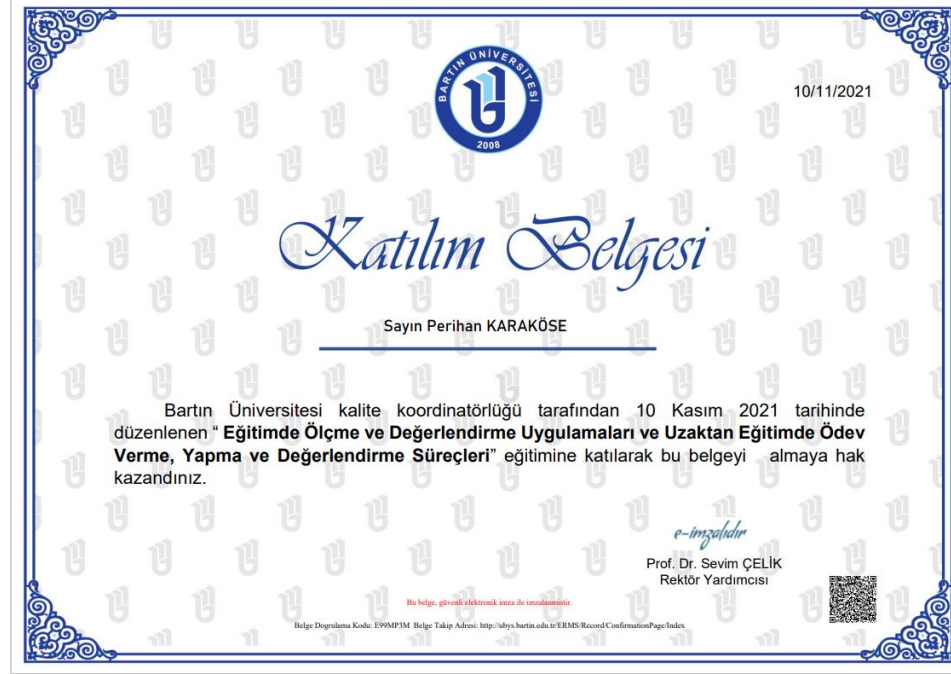 BARTIN ÜNİVERSİTESİ
2008
10/11/2021
Katılım Belgesi
Sayın Perihan KARAKÖSE
Bartın Üniversitesi kalite koordinatörlüğü tarafından 10 Kasım 2021 tarihinde
düzenlenen “ Eğitimde Ölçme ve Değerlendirme Uygulamaları ve Uzaktan Eğitimde Ödev
Verme, Yapma ve Değerlendirme Süreçleri” eğitimine katılarak bu belgeyi almaya hak
kazandınız.
e-imzalıdır
Prof. Dr. Sevim ÇELİK
Rektör Yardımcısı
Bu belge, güvenli elektronik imza ile imzalanmistir.
Belge Dogrulama Kodu: E99MP3M Belge Takip Adresi: http://ubys.bartin.edu.tr/ERMS/Record/ConfirmationPage/Index